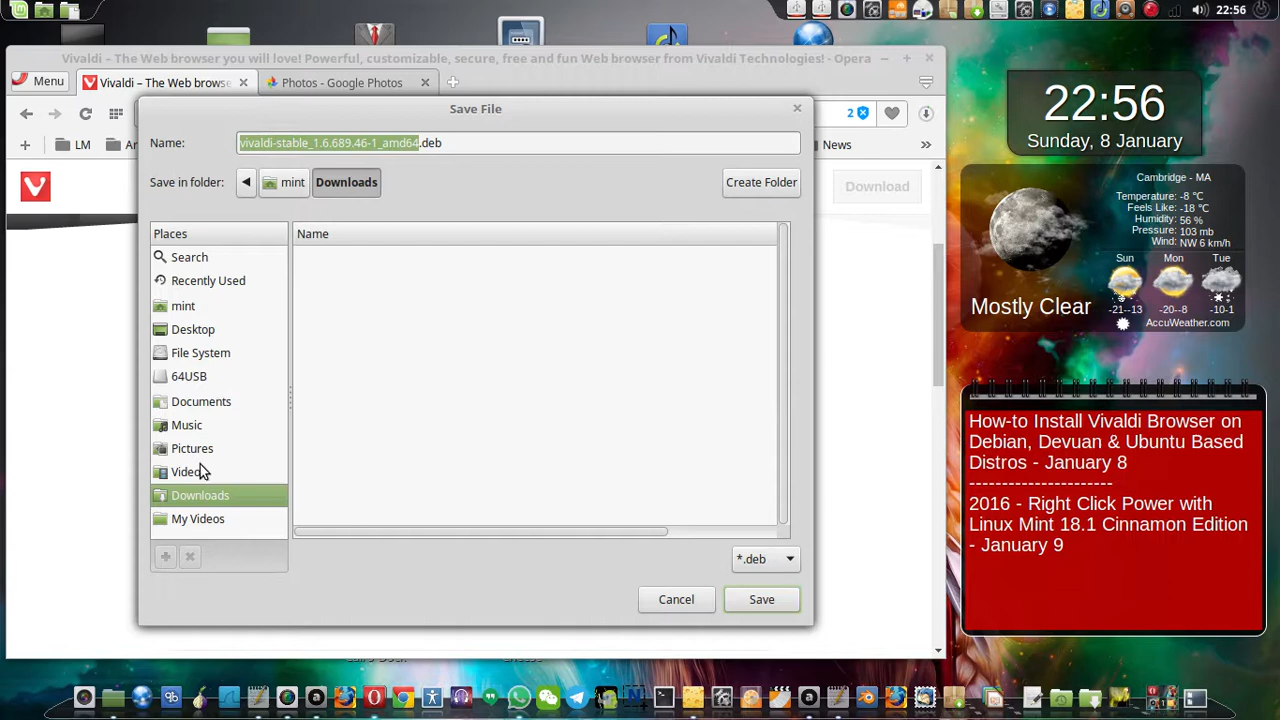 22:56
Vivaldi – The Web browser you will love! Powerful, customizable, secure, free and fun Web browser from Vivaldi Technologies! - Opera
Menu
Vivaldi – The Web browse
Photos - Google Photos
2
LM
News
Download
Save File
Name:
vivaldi-stable_1.6.689.46-1_amd64.deb
Save in folder:
mint
Downloads
Create Folder
Places
Name
Search
Recently Used
mint
Desktop
File System
64USB
Documents
Music
Pictures
Downloads
My Videos
*.deb
Cancel
Save
22:56
Sunday, 8 January
Cambridge - MA
Temperature: -8 °C
Feels Like: -18 °C
Humidity: 56 %
Pressure: 103 mb
Wind: NW 6 km/h
Mostly Clear
Sun Mon Tue
-21--13 -20--8 -10-1
AccuWeather.com
How-to Install Vivaldi Browser on
Debian, Devuan & Ubuntu Based
Distros - January 8
----------------------
2016 - Right Click Power with
Linux Mint 18.1 Cinnamon Edition
- January 9